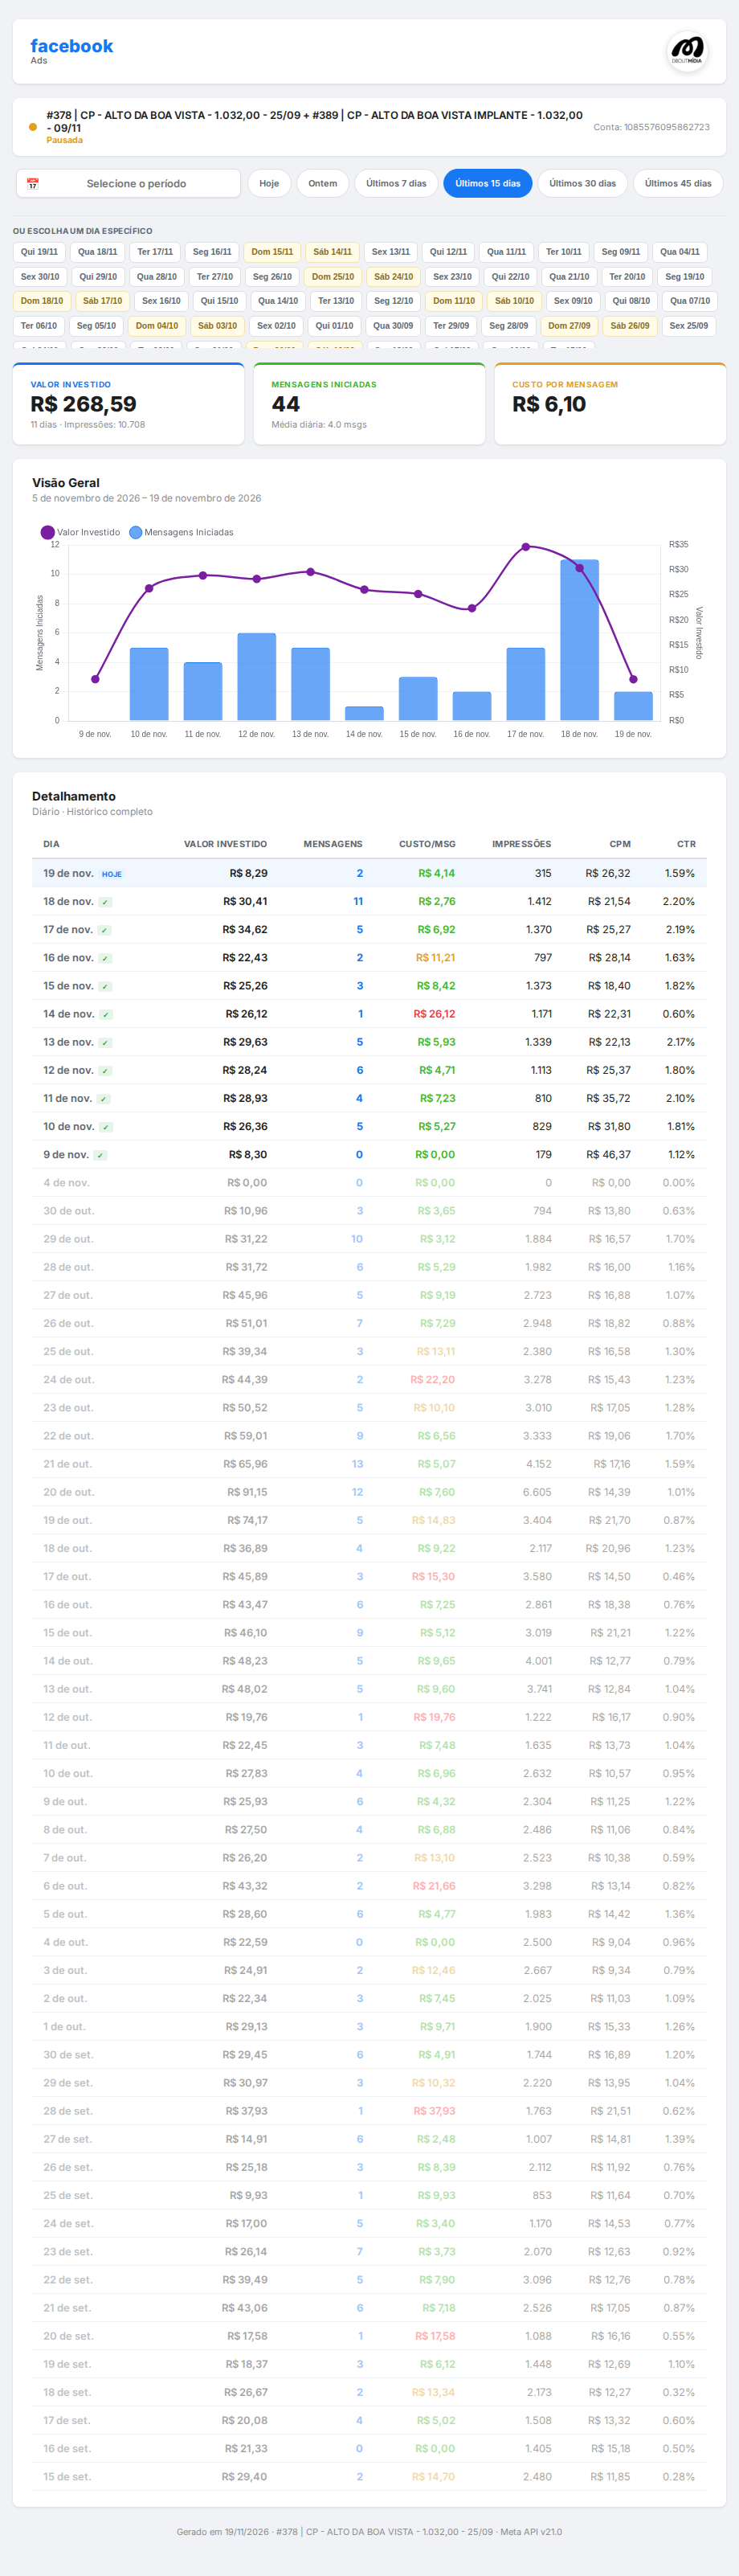 facebook
Ads
DBOUTMÍDIA
#378 | CP - ALTO DA BOA VISTA - 1.032,00 - 25/09 + #389 | CP - ALTO DA BOA VISTA IMPLANTE - 1.032,00
- 09/11
Pausada
Conta: 1085576095862723
Selecione o período
Hoje
Ontem
Últimos 7 dias
Últimos 15 dias
Últimos 30 dias
Últimos 45 dias
OU ESCOLHA UM DIA ESPECÍFICO
Qui 19/11 Qua 18/11 Ter 17/11 Seg 16/11 Dom 15/11 Sáb 14/11 Sex 13/11 Qui 12/11 Qua 11/11 Ter 10/11 Seg 09/11 Qua 04/11
Sex 30/10 Qui 29/10 Qua 28/10 Ter 27/10 Seg 26/10 Dom 25/10 Sáb 24/10 Sex 23/10 Qui 22/10 Qua 21/10 Ter 20/10 Seg 19/10
Dom 18/10 Sáb 17/10 Sex 16/10 Qui 15/10 Qua 14/10 Ter 13/10 Seg 12/10 Dom 11/10 Sáb 10/10 Sex 09/10 Qui 08/10 Qua 07/10
Ter 06/10 Seg 05/10 Dom 04/10 Sáb 03/10 Sex 02/10 Qui 01/10 Qua 30/09 Ter 29/09 Seg 28/09 Dom 27/09 Sáb 26/09 Sex 25/09
VALOR INVESTIDO
R$ 268,59
11 dias · Impressões: 10.708
MENSAGENS INICIADAS
44
Média diária: 4.0 msgs
CUSTO POR MENSAGEM
R$ 6,10
Visão Geral
5 de novembro de 2026 – 19 de novembro de 2026
Valor Investido
Mensagens Iniciadas
Mensagens Iniciadas
12
10
8
6
4
2
0
R$35
R$30
R$25
R$20
R$15
R$10
R$5
R$0
Valor Investido
9 de nov. 10 de nov. 11 de nov. 12 de nov. 13 de nov. 14 de nov. 15 de nov. 16 de nov. 17 de nov. 18 de nov. 19 de nov.
Detalhamento
Diário · Histórico completo
DIA VALOR INVESTIDO MENSAGENS CUSTO/MSG IMPRESSÕES CPM CTR
19 de nov. HOJE R$ 8,29 2 R$ 4,14 315 R$ 26,32 1.59%
18 de nov. ✓ R$ 30,41 11 R$ 2,76 1.412 R$ 21,54 2.20%
17 de nov. ✓ R$ 34,62 5 R$ 6,92 1.370 R$ 25,27 2.19%
16 de nov. ✓ R$ 22,43 2 R$ 11,21 797 R$ 28,14 1.63%
15 de nov. ✓ R$ 25,26 3 R$ 8,42 1.373 R$ 18,40 1.82%
14 de nov. ✓ R$ 26,12 1 R$ 26,12 1.171 R$ 22,31 0.60%
13 de nov. ✓ R$ 29,63 5 R$ 5,93 1.339 R$ 22,13 2.17%
12 de nov. ✓ R$ 28,24 6 R$ 4,71 1.113 R$ 25,37 1.80%
11 de nov. ✓ R$ 28,93 4 R$ 7,23 810 R$ 35,72 2.10%
10 de nov. ✓ R$ 26,36 5 R$ 5,27 829 R$ 31,80 1.81%
9 de nov. ✓ R$ 8,30 0 R$ 0,00 179 R$ 46,37 1.12%
4 de nov. R$ 0,00 0 R$ 0,00 0 R$ 0,00 0.00%
30 de out. R$ 10,96 3 R$ 3,65 794 R$ 13,80 0.63%
29 de out. R$ 31,22 10 R$ 3,12 1.884 R$ 16,57 1.70%
28 de out. R$ 31,72 6 R$ 5,29 1.982 R$ 16,00 1.16%
27 de out. R$ 45,96 5 R$ 9,19 2.723 R$ 16,88 1.07%
26 de out. R$ 51,01 7 R$ 7,29 2.948 R$ 18,82 0.88%
25 de out. R$ 39,34 3 R$ 13,11 2.380 R$ 16,58 1.30%
24 de out. R$ 44,39 2 R$ 22,20 3.278 R$ 15,43 1.23%
23 de out. R$ 50,52 5 R$ 10,10 3.010 R$ 17,05 1.28%
22 de out. R$ 59,01 9 R$ 6,56 3.333 R$ 19,06 1.70%
21 de out. R$ 65,96 13 R$ 5,07 4.152 R$ 17,16 1.59%
20 de out. R$ 91,15 12 R$ 7,60 6.605 R$ 14,39 1.01%
19 de out. R$ 74,17 5 R$ 14,83 3.404 R$ 21,70 0.87%
18 de out. R$ 36,89 4 R$ 9,22 2.117 R$ 20,96 1.23%
17 de out. R$ 45,89 3 R$ 15,30 3.580 R$ 14,50 0.46%
16 de out. R$ 43,47 6 R$ 7,25 2.861 R$ 18,38 0.76%
15 de out. R$ 46,10 9 R$ 5,12 3.019 R$ 21,21 1.22%
14 de out. R$ 48,23 5 R$ 9,65 4.001 R$ 12,77 0.79%
13 de out. R$ 48,02 5 R$ 9,60 3.741 R$ 12,84 1.04%
12 de out. R$ 19,76 1 R$ 19,76 1.222 R$ 16,17 0.90%
11 de out. R$ 22,45 3 R$ 7,48 1.635 R$ 13,73 1.04%
10 de out. R$ 27,83 4 R$ 6,96 2.632 R$ 10,57 0.95%
9 de out. R$ 25,93 6 R$ 4,32 2.304 R$ 11,25 1.22%
8 de out. R$ 27,50 4 R$ 6,88 2.486 R$ 11,06 0.84%
7 de out. R$ 26,20 2 R$ 13,10 2.523 R$ 10,38 0.59%
6 de out. R$ 43,32 2 R$ 21,66 3.298 R$ 13,14 0.82%
5 de out. R$ 28,60 6 R$ 4,77 1.983 R$ 14,42 1.36%
4 de out. R$ 22,59 0 R$ 0,00 2.500 R$ 9,04 0.96%
3 de out. R$ 24,91 2 R$ 12,46 2.667 R$ 9,34 0.79%
2 de out. R$ 22,34 3 R$ 7,45 2.025 R$ 11,03 1.09%
1 de out. R$ 29,13 3 R$ 9,71 1.900 R$ 15,33 1.26%
30 de set. R$ 29,45 6 R$ 4,91 1.744 R$ 16,89 1.20%
29 de set. R$ 30,97 3 R$ 10,32 2.220 R$ 13,95 1.04%
28 de set. R$ 37,93 1 R$ 37,93 1.763 R$ 21,51 0.62%
27 de set. R$ 14,91 6 R$ 2,48 1.007 R$ 14,81 1.39%
26 de set. R$ 25,18 3 R$ 8,39 2.112 R$ 11,92 0.76%
25 de set. R$ 9,93 1 R$ 9,93 853 R$ 11,64 0.70%
24 de set. R$ 17,00 5 R$ 3,40 1.170 R$ 14,53 0.77%
23 de set. R$ 26,14 7 R$ 3,73 2.070 R$ 12,63 0.92%
22 de set. R$ 39,49 5 R$ 7,90 3.096 R$ 12,76 0.78%
21 de set. R$ 43,06 6 R$ 7,18 2.526 R$ 17,05 0.87%
20 de set. R$ 17,58 1 R$ 17,58 1.088 R$ 16,16 0.55%
19 de set. R$ 18,37 3 R$ 6,12 1.448 R$ 12,69 1.10%
18 de set. R$ 26,67 2 R$ 13,34 2.173 R$ 12,27 0.32%
17 de set. R$ 20,08 4 R$ 5,02 1.508 R$ 13,32 0.60%
16 de set. R$ 21,33 0 R$ 0,00 1.405 R$ 15,18 0.50%
15 de set. R$ 29,40 2 R$ 14,70 2.480 R$ 11,85 0.28%
Gerado em 19/11/2026 · #378 | CP - ALTO DA BOA VISTA - 1.032,00 - 25/09 · Meta API v21.0